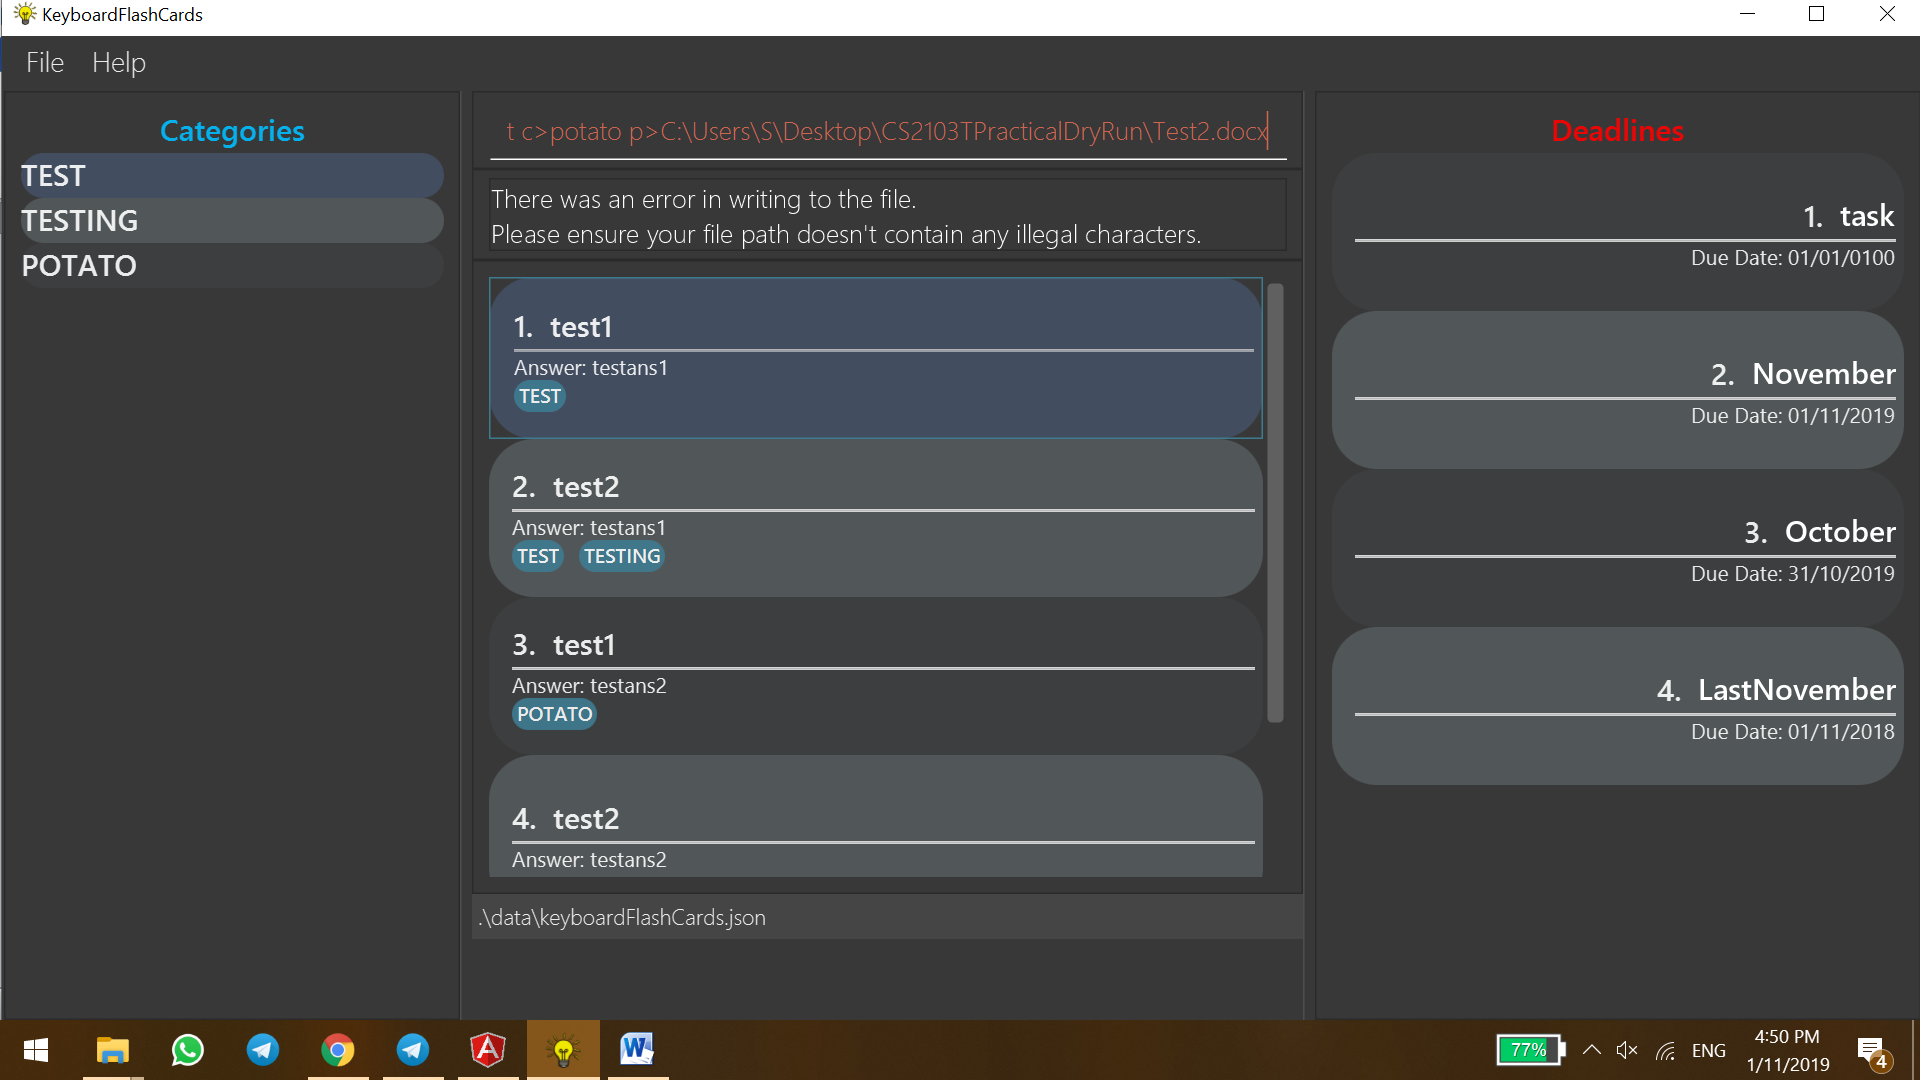 KeyboardFlashCards
File Help
Categories
TEST
TESTING
POTATO
t c>potato p>C:\Users\S\Desktop\CS2103TPracticalDryRun\Test2.docx
There was an error in writing to the file.
Please ensure your file path doesn't contain any illegal characters.
1. test1
Answer: testans1
TEST
2. test2
Answer: testans1
TEST TESTING
3. test1
Answer: testans2
POTATO
4. test2
Answer: testans2
.\data\keyboardFlashCards.json
Deadlines
1. task
Due Date: 01/01/0100
2. November
Due Date: 01/11/2019
3. October
Due Date: 31/10/2019
4. LastNovember
Due Date: 01/11/2018
77%
ENG
4:50 PM
1/11/2019
4